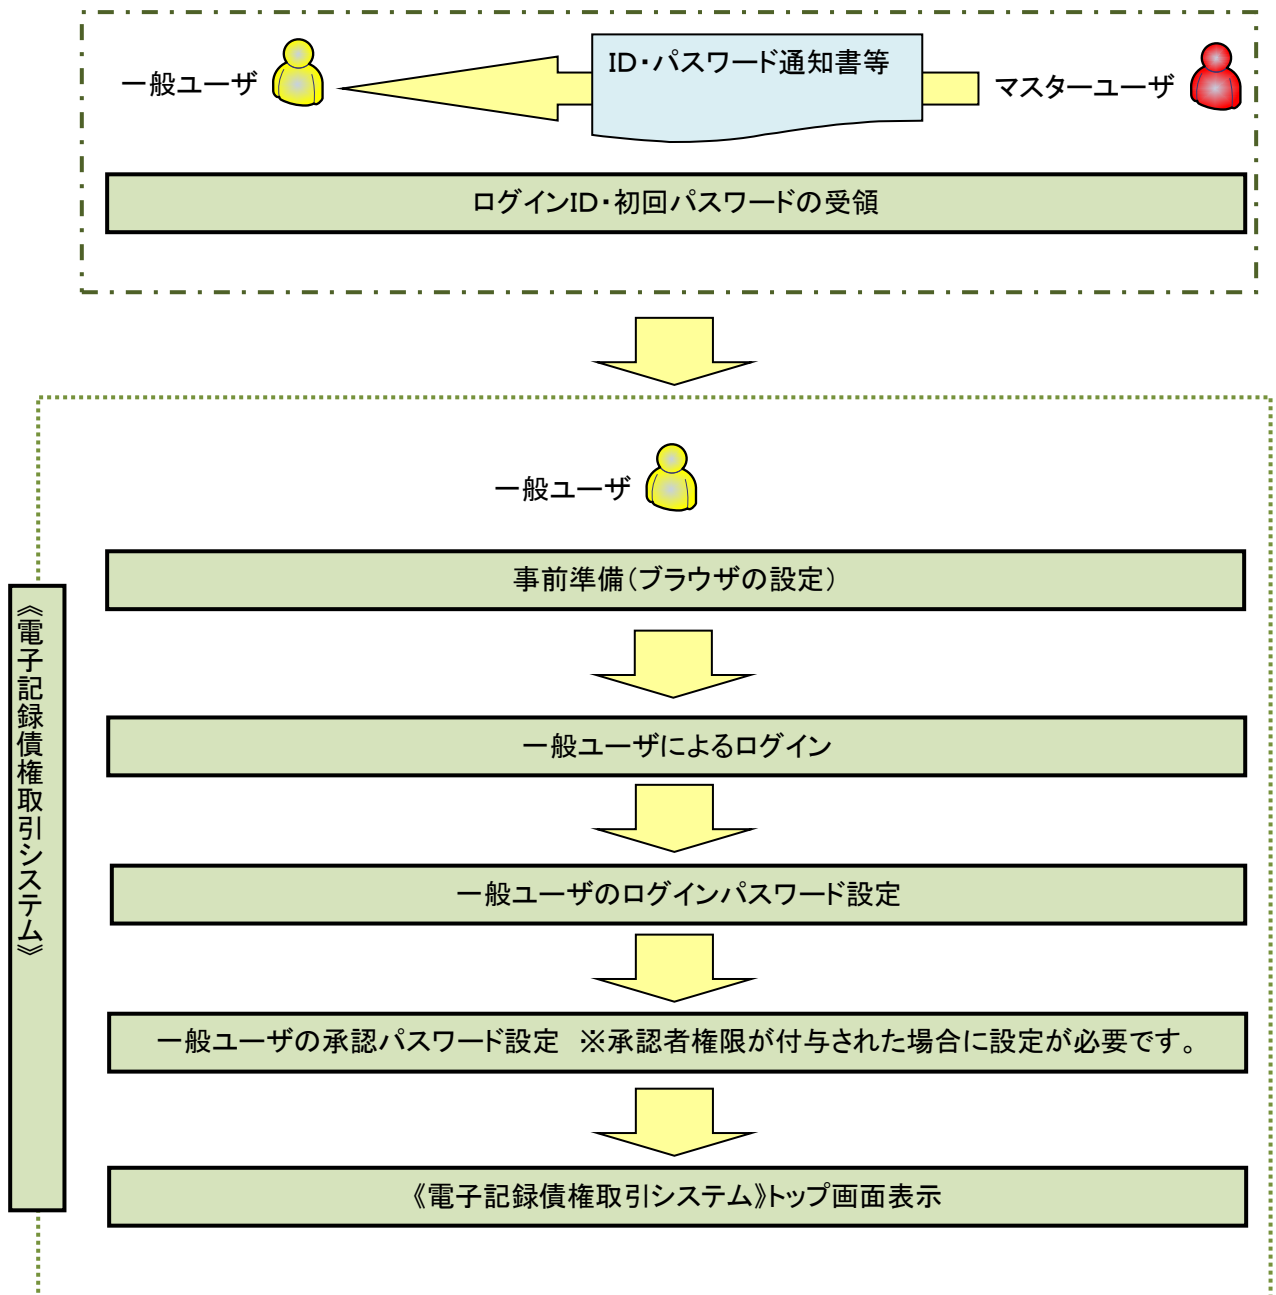 一般ユーザ
ID・パスワード通知書等
マスターユーザ
ログインID・初回パスワードの受領
一般ユーザ
事前準備（ブラウザの設定）
《電子記録債権取引システム》
一般ユーザによるログイン
一般ユーザのログインパスワード設定
一般ユーザの承認パスワード設定　※承認者権限が付与された場合に設定が必要です。
《電子記録債権取引システム》トップ画面表示